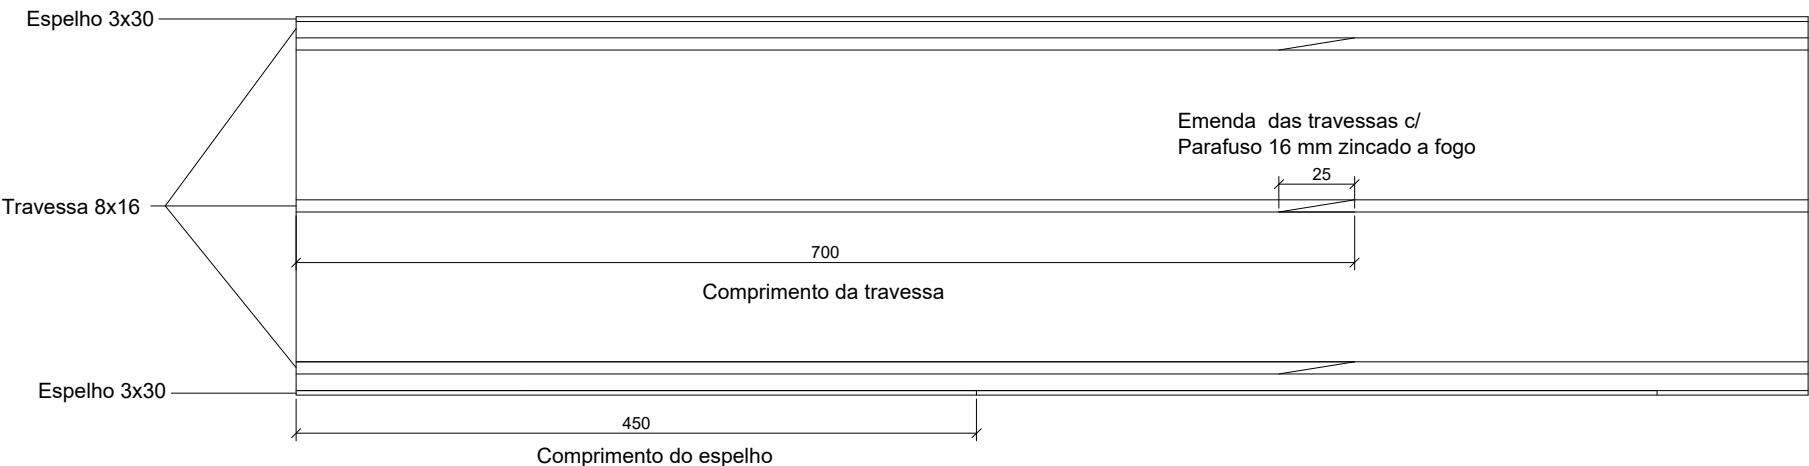 Espelho 3x30
Emenda  das travessas c/
Parafuso 16 mm zincado a fogo
25
Travessa 8x16
700
Comprimento da travessa
Espelho 3x30
450
Comprimento do espelho